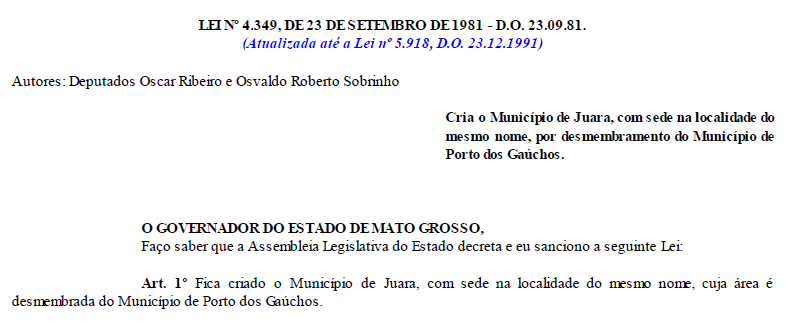 LEI Nº 4.349, DE 23 DE SETEMBRO DE 1981 - D.O. 23.09.81.
(Atualizada até a Lei nº 5.918, D.O. 23.12.1991)
Autores: Deputados Oscar Ribeiro e Osvaldo Roberto Sobrinho
Cria o Município de Juara, com sede na localidade do
mesmo nome, por desmembramento do Município de
Porto dos Gaúchos.
O GOVERNADOR DO ESTADO DE MATO GROSSO,
Faço saber que a Assembleia Legislativa do Estado decreta e eu sanciono a seguinte Lei:
Art. 1º Fica criado o Município de Juara, com sede na localidade do mesmo nome, cuja área é
desmembrada do Município de Porto dos Gaúchos.